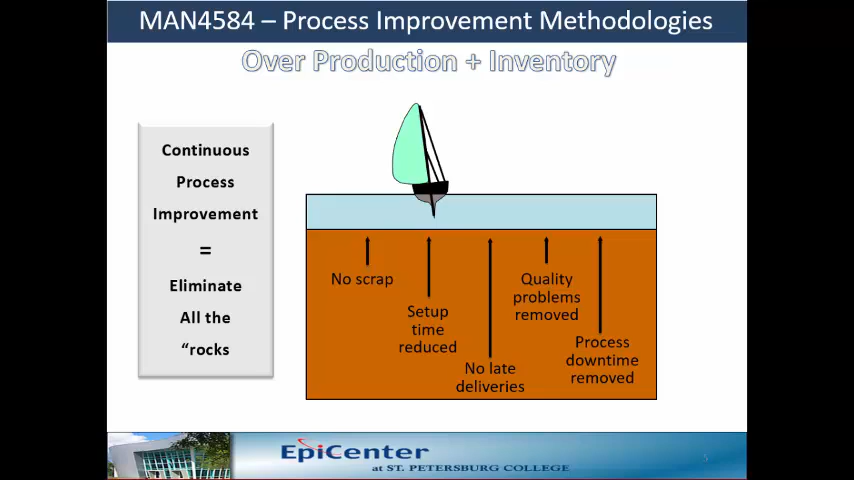 MAN4584 – Process Improvement Methodologies
Over Production + Inventory
Continuous
Process
Improvement
=
Eliminate
All the
“rocks
No scrap
Setup
time
reduced
No late
deliveries
Quality
problems
removed
Process
downtime
removed
EpiCenter
at ST. PETERSBURG COLLEGE
5